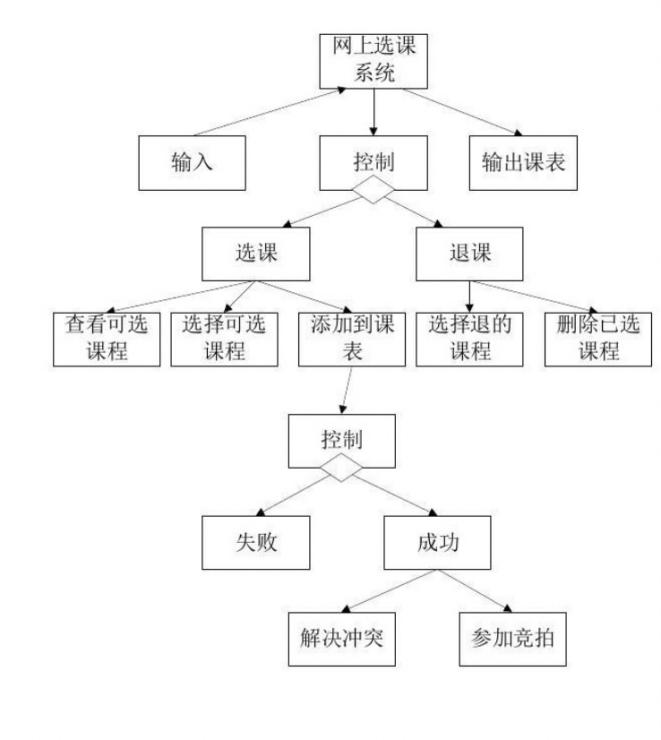 网上选课
系统
输入
控制
输出课表
选课
退课
查看可选
课程
选择可选
课程
添加到课
表
选择退的
课程
删除已选
课程
控制
失败
成功
解决冲突
参加竞拍